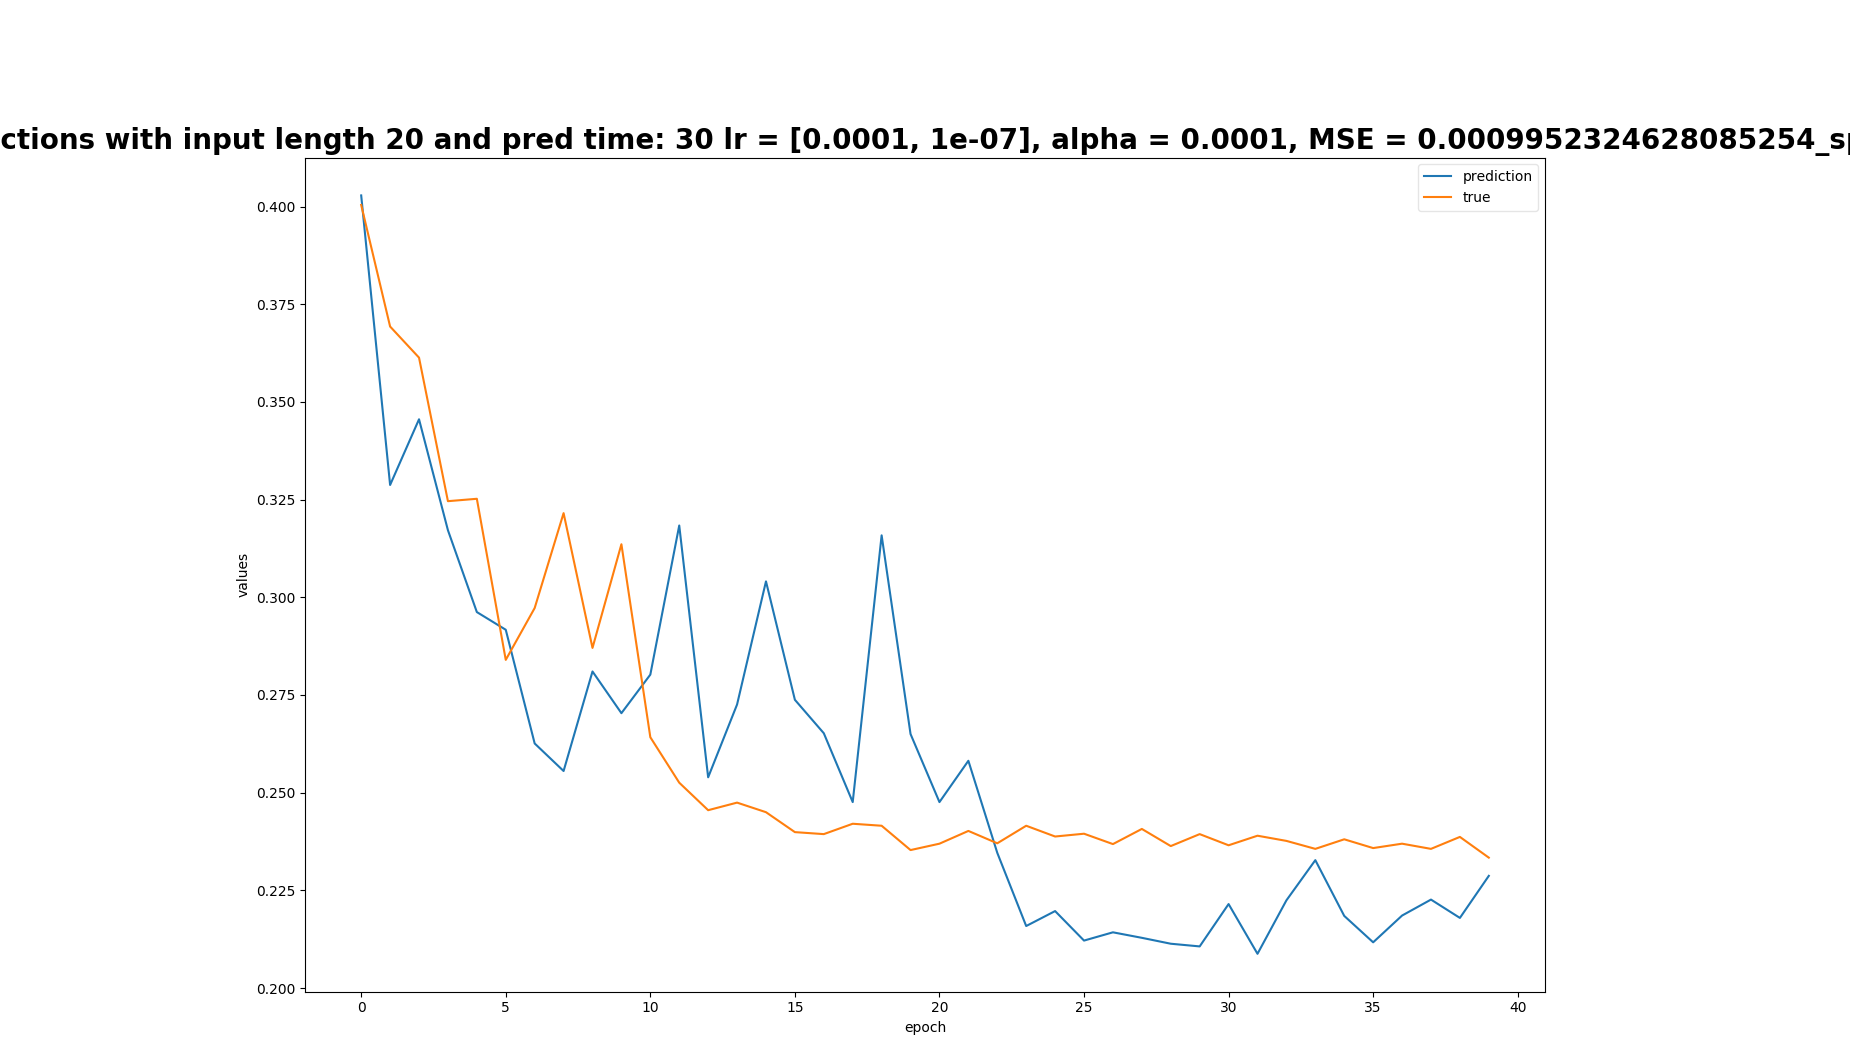 ctions with input length 20 and pred time: 30 lr = [0.0001, 1e-07], alpha = 0.0001, MSE = 0.0009952324628085254_sp
prediction
true
0.400
0.375
0.350
0.325
0.300
0.275
0.250
0.225
0.200
values
0 5 10 15 20 25 30 35 40
epoch